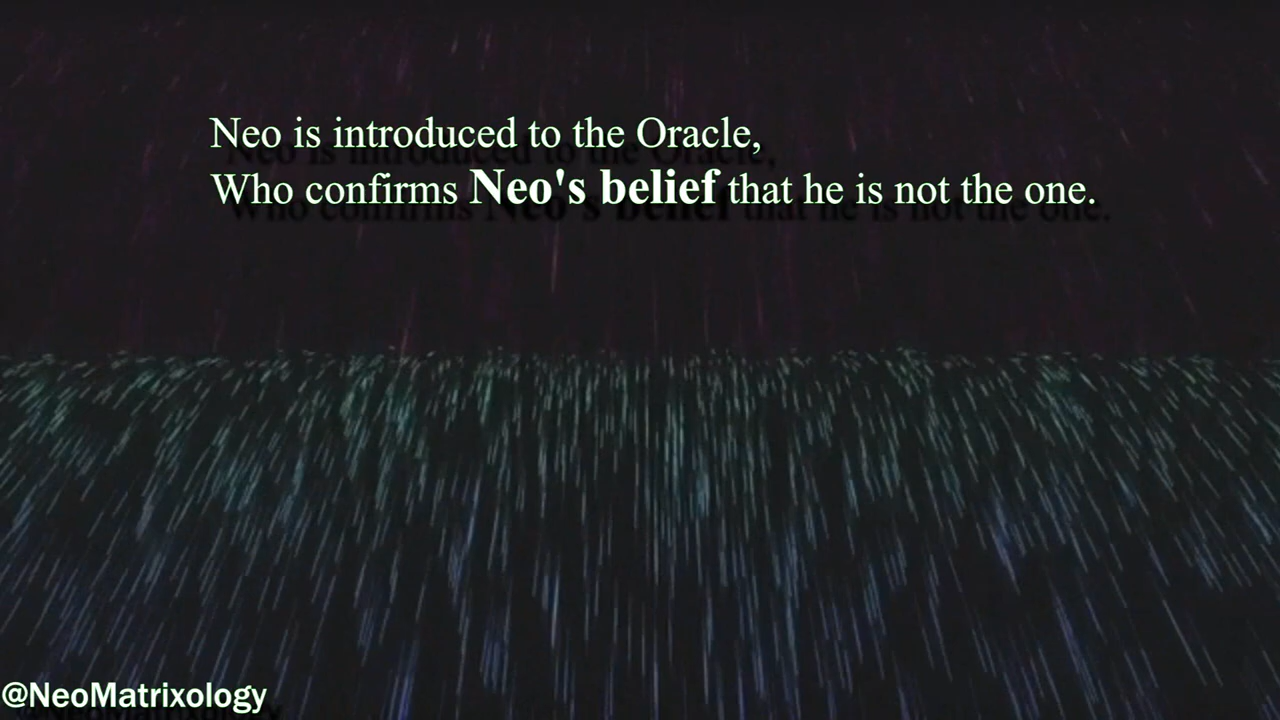 Neo is introduced to the Oracle,
Who confirms Neo's belief that he is not the one.
@NeoMatrixology